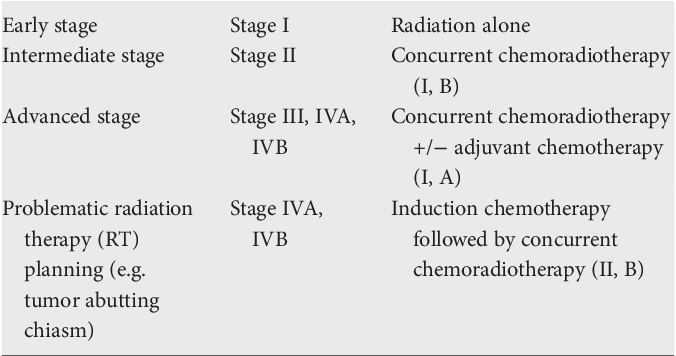 Early stage Stage I Radiation alone
Intermediate stage Stage II Concurrent chemoradiotherapy
(I, B)
Advanced stage Stage III, IVA, Concurrent chemoradiotherapy
IVB +/− adjuvant chemotherapy
(I, A)
Problematic radiation Stage IVA, Induction chemotherapy
therapy (RT) IVB followed by concurrent
planning (e.g. chemoradiotherapy (II, B)
tumor abutting
chiasm)